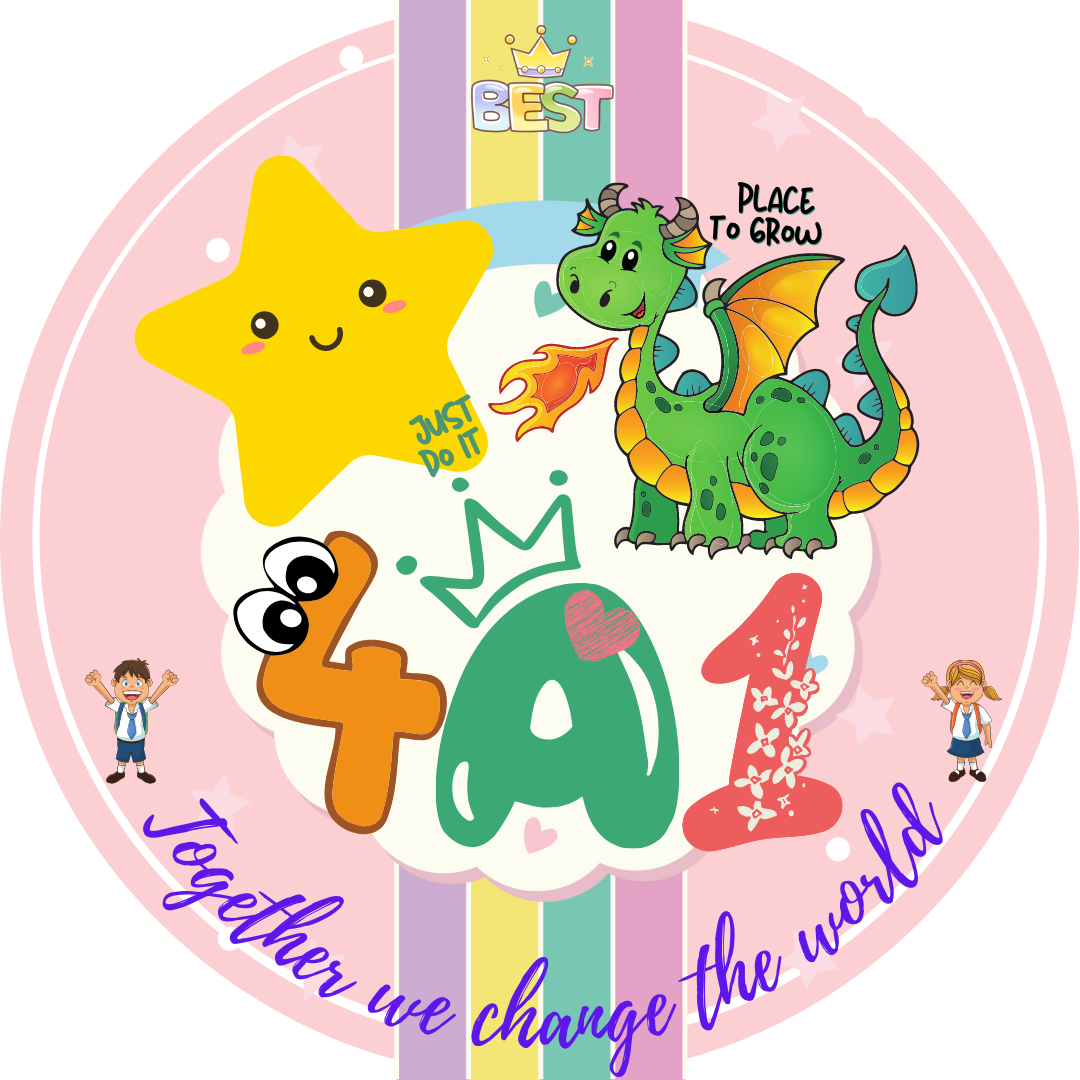 BEST
PLACE
To GRoW
JUST
Do IT
4A1
Together we change the world